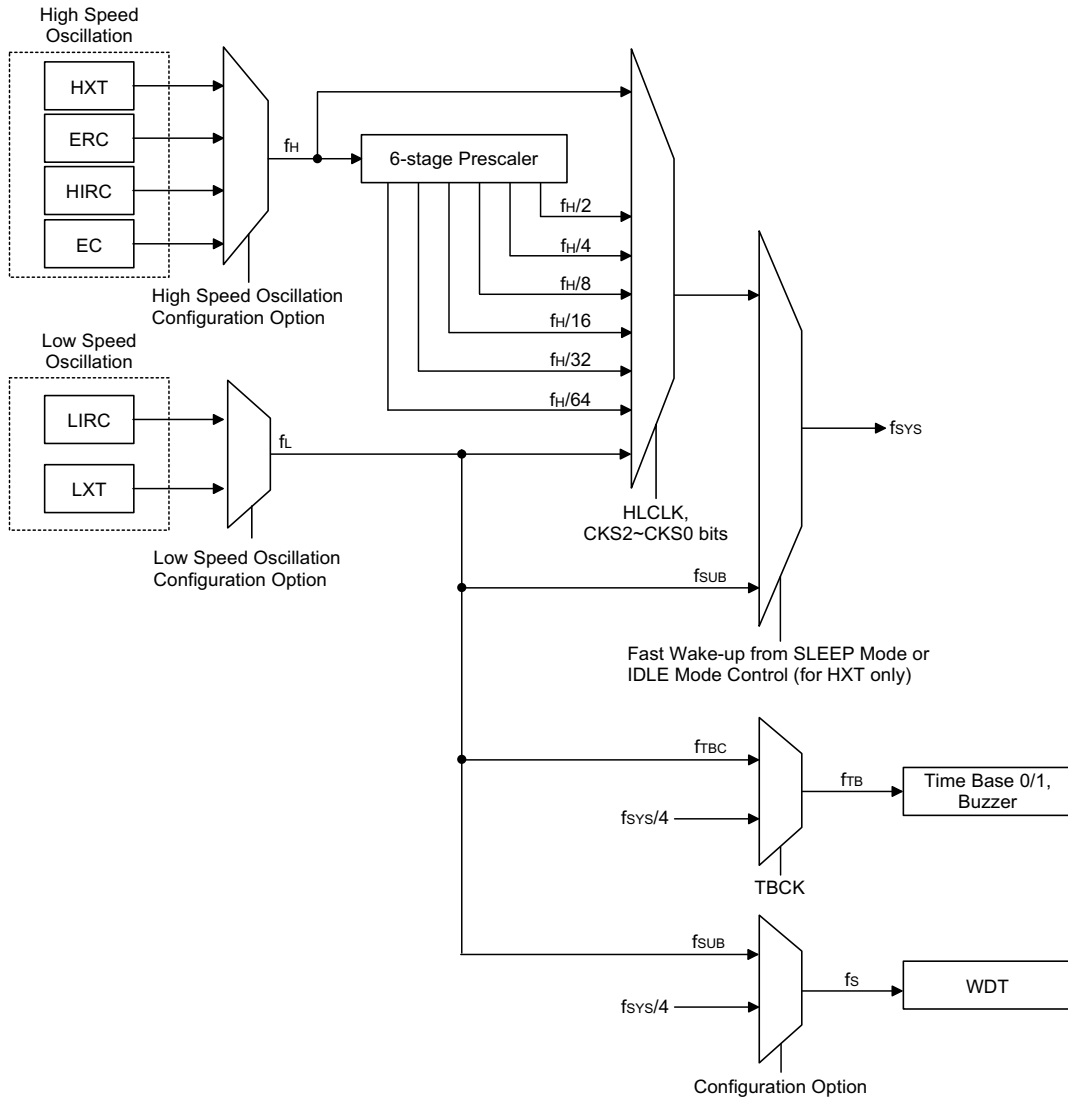 High Speed
Oscillation
HXT
ERC
HIRC
EC
fH
6-stage Prescaler
fH/2
fH/4
fH/8
fH/16
fH/32
fH/64
High Speed Oscillation
Configuration Option
Low Speed
Oscillation
LIRC
LXT
fL
Low Speed Oscillation
Configuration Option
HLCLK,
CKS2~CKS0 bits
fSYS
fSUB
Fast Wake-up from SLEEP Mode or
IDLE Mode Control (for HXT only)
fTBC
fSYS/4
fTB
Time Base 0/1,
Buzzer
TBCK
fSUB
fSYS/4
fS
WDT
Configuration Option